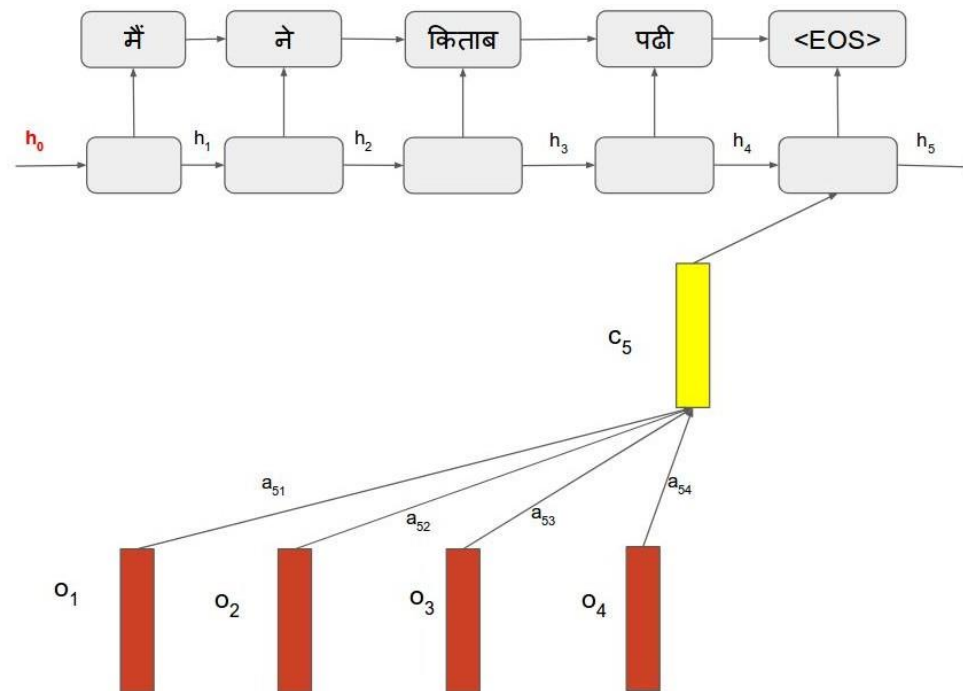 मैं ने किताब पढी <EOS>
h₀ h₁ h₂ h₃ h₄ h₅
c₅
a₅₁ a₅₂ a₅₃ a₅₄
o₁ o₂ o₃ o₄